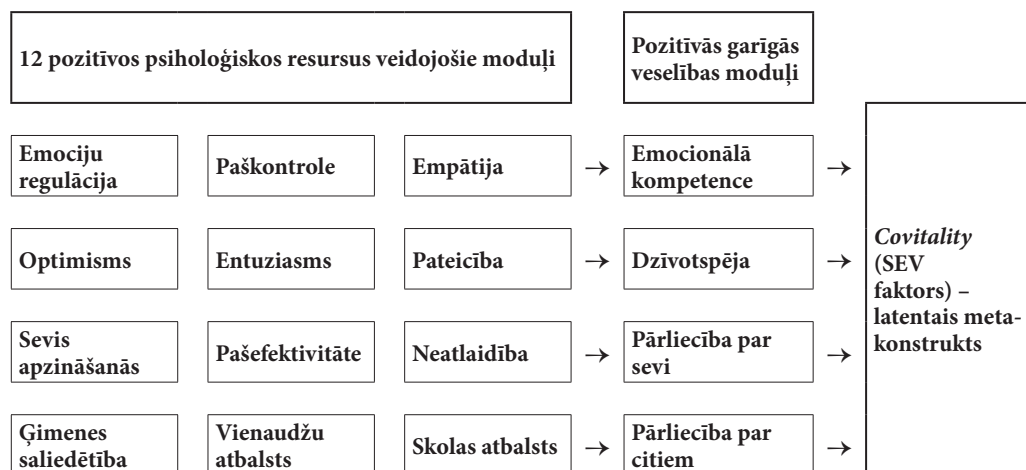 12 pozitīvos psiholoģiskos resursus veidojošie moduļi
Pozitīvās garīgās
veselības moduļi
Emociju
regulācija
Paškontrole
Empātija
→
Emocionālā
kompetence
→
Optimisms
Entuziasms
Pateicība
→
Dzīvotspēja
→
Sevis
apzināšanās
Pašefektivitāte
Neatlaidība
→
Pārliecība par
sevi
→
Ģimenes
saliedētība
Vienaudžu
atbalsts
Skolas atbalsts
→
Pārliecība par
citiem
→
Covitality
(SEV
faktors) –
latentais meta-
konstrukts